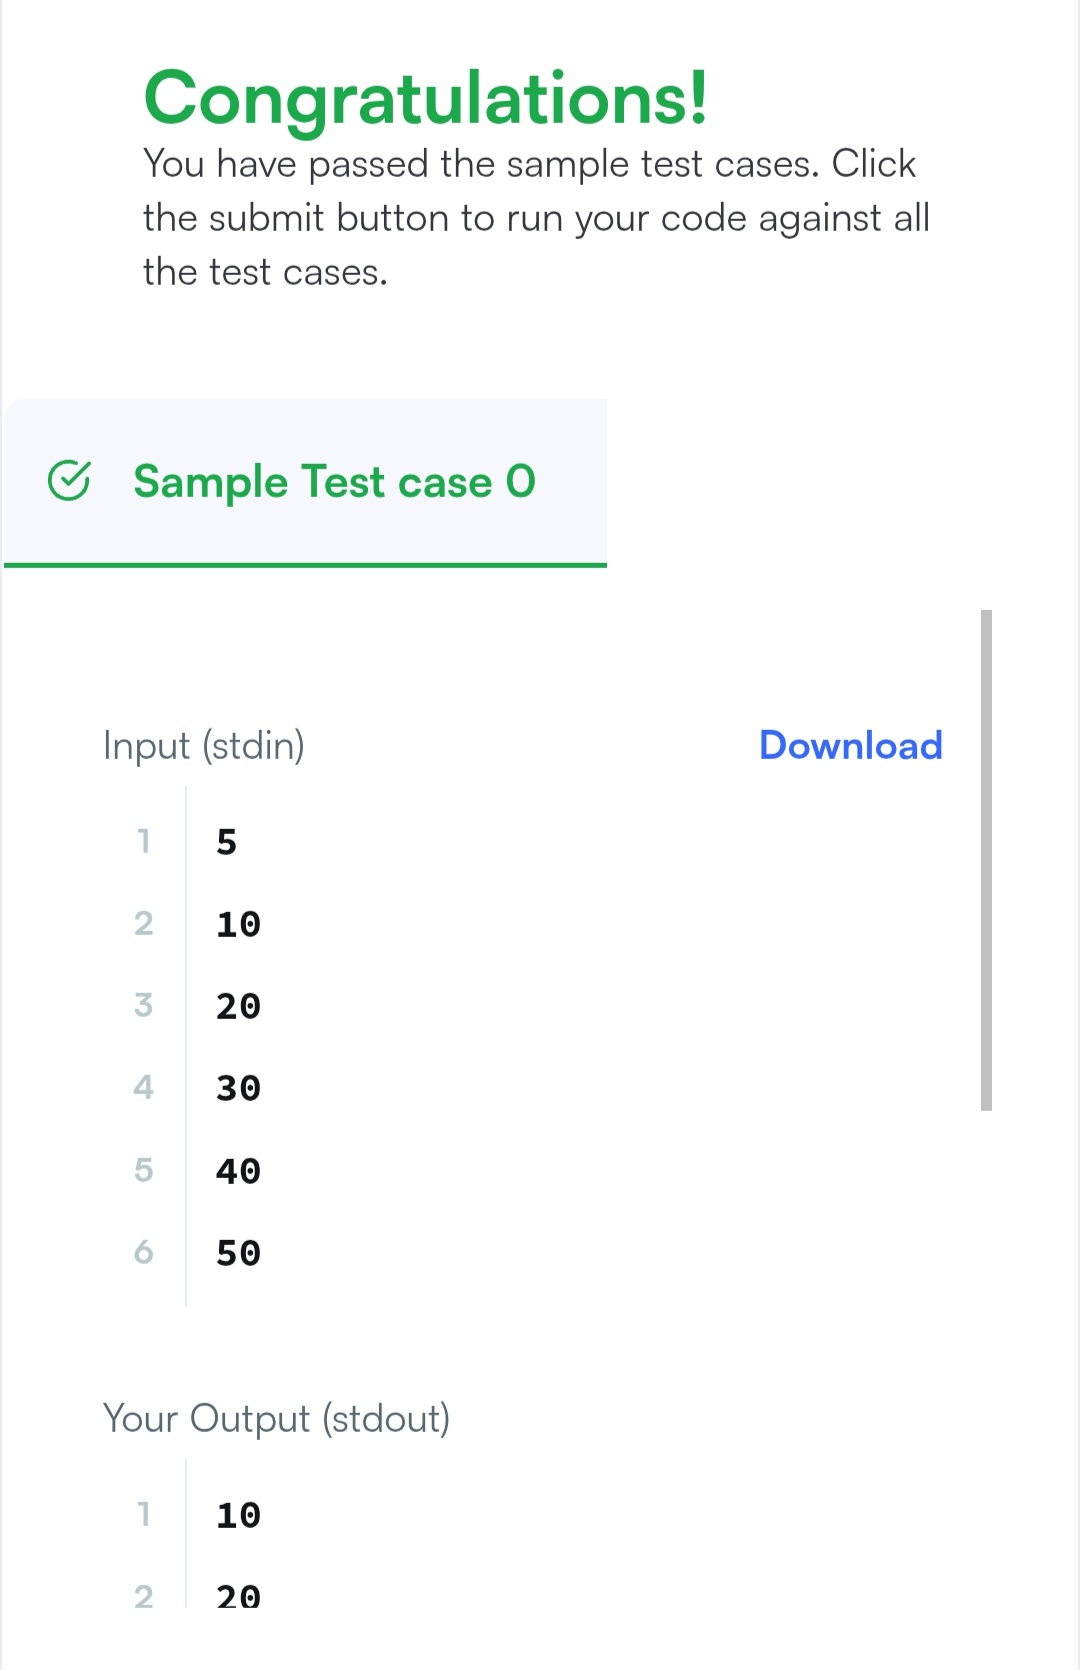 Congratulations!
You have passed the sample test cases. Click
the submit button to run your code against all
the test cases.
Sample Test case 0
Input (stdin)
Download
1 5
2 10
3 20
4 30
5 40
6 50
Your Output (stdout)
1 10
2 20